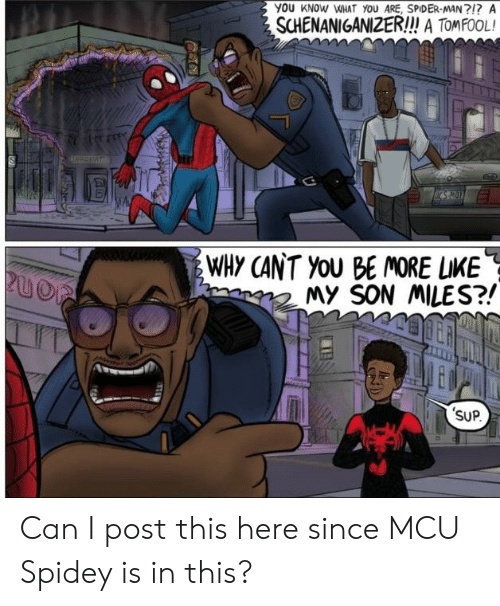 YOU KNOW WHAT YOU ARE, SPIDER-MAN?!? A
SCHENANIGANIZER!!! A TOMFOOL!
WHY CAN'T YOU BE MORE LIKE
MY SON MILES?!
'SUP.
Can I post this here since MCU
Spidey is in this?